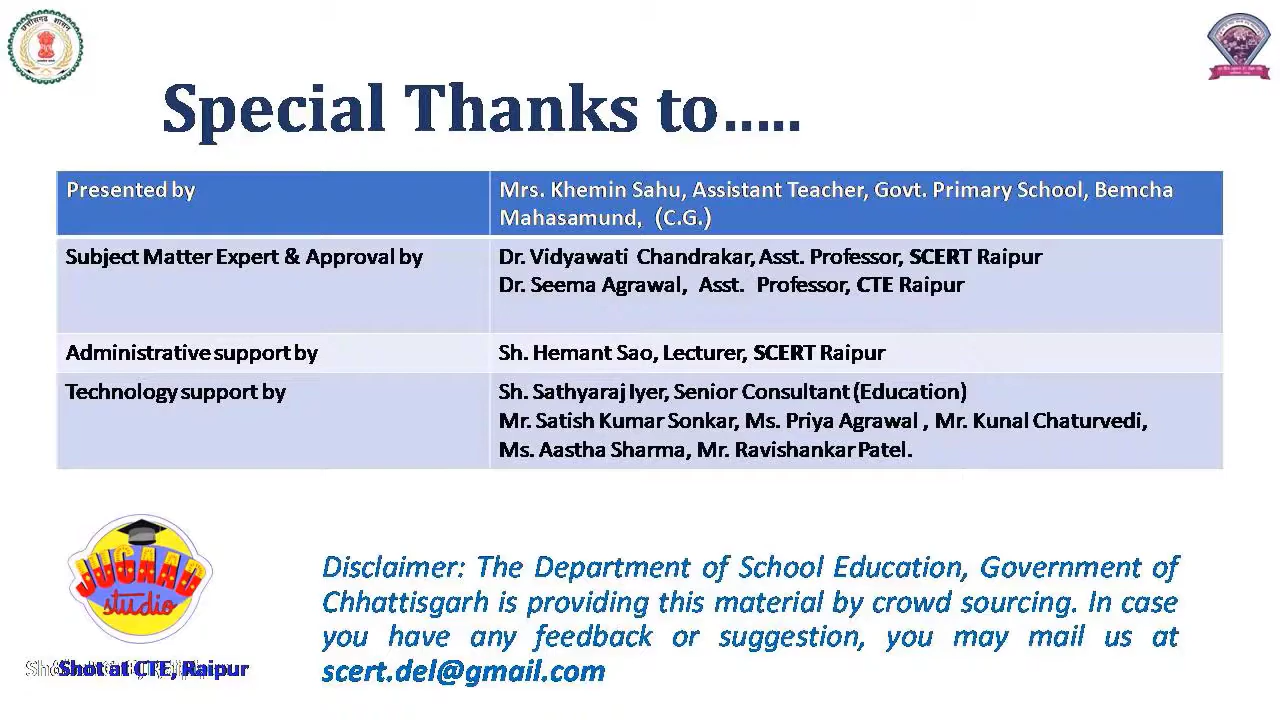 छत्तीसगढ़ शासन
Special Thanks to.....
Presented by
Mrs. Khemin Sahu, Assistant Teacher, Govt. Primary School, Bemcha
Mahasamund, (C.G.)
Subject Matter Expert & Approval by
Dr. Vidyawati Chandrakar, Asst. Professor, SCERT Raipur
Dr. Seema Agrawal, Asst. Professor, CTE Raipur
Administrative support by
Sh. Hemant Sao, Lecturer, SCERT Raipur
Technology support by
Sh. Sathyaraj Iyer, Senior Consultant (Education)
Mr. Satish Kumar Sonkar, Ms. Priya Agrawal , Mr. Kunal Chaturvedi,
Ms. Aastha Sharma, Mr. Ravishankar Patel.
JUGAAD
studio
Shot at CTE, Raipur
Disclaimer: The Department of School Education, Government of
Chhattisgarh is providing this material by crowd sourcing. In case
you have any feedback or suggestion, you may mail us at
scert.del@gmail.com